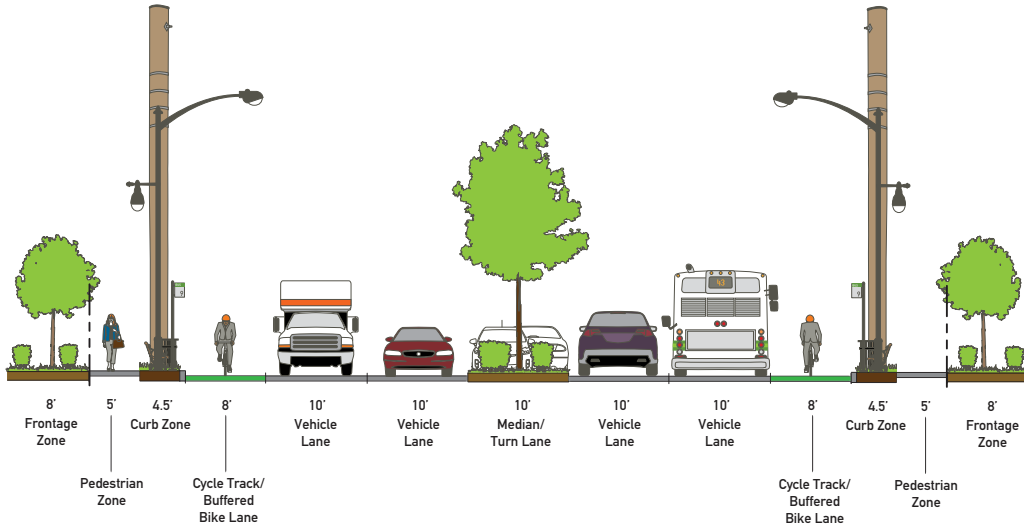 43
8’
Frontage
Zone
5’
Pedestrian
Zone
4.5’
Curb Zone
8’
Cycle Track/
Buffered
Bike Lane
10’
Vehicle
Lane
10’
Vehicle
Lane
10’
Median/
Turn Lane
10’
Vehicle
Lane
10’
Vehicle
Lane
8’
Cycle Track/
Buffered
Bike Lane
4.5’
Curb Zone
5’
Pedestrian
Zone
8’
Frontage
Zone